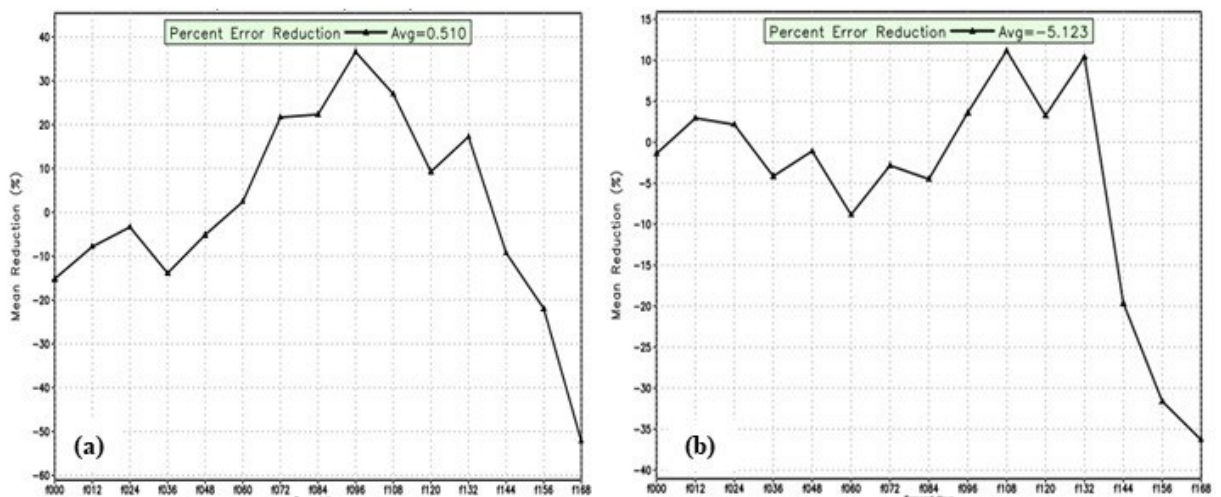 Percent Error Reduction Avg=0.510
Mean Reduction (%)
40
30
20
10
0
-10
-20
-30
-40
-50
-60
(a)
f000 f012 f024 f036 f048 f060 f072 f084 f096 f108 f120 f132 f144 f156 f168
Percent Error Reduction Avg=-5.123
Mean Reduction (%)
15
10
5
0
-5
-10
-15
-20
-25
-30
-35
-40
(b)
f000 f012 f024 f036 f048 f060 f072 f084 f096 f108 f120 f132 f144 f156 f168